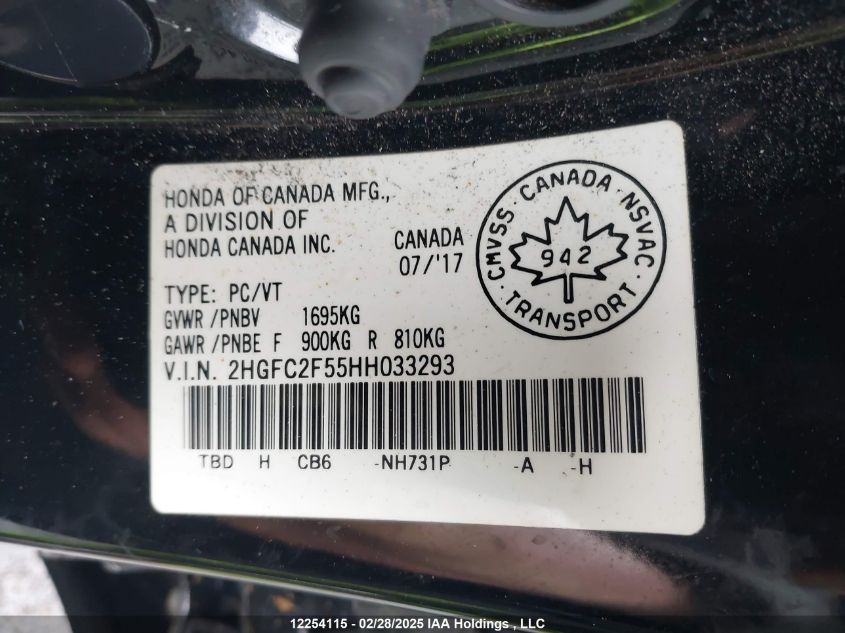 HONDA OF CANADA MFG.,
A DIVISION OF
HONDA CANADA INC.
CANADA
07/'17
CMVSS · CANADA · NSVAC · TRANSPORT ·
942
TYPE: PC/VT
GVWR /PNBV 1695KG
GAWR /PNBE F 900KG R 810KG
V.I.N. 2HGFC2F55HH033293
TBD H CB6 -NH731P -A -H
12254115 - 02/28/2025 IAA Holdings , LLC